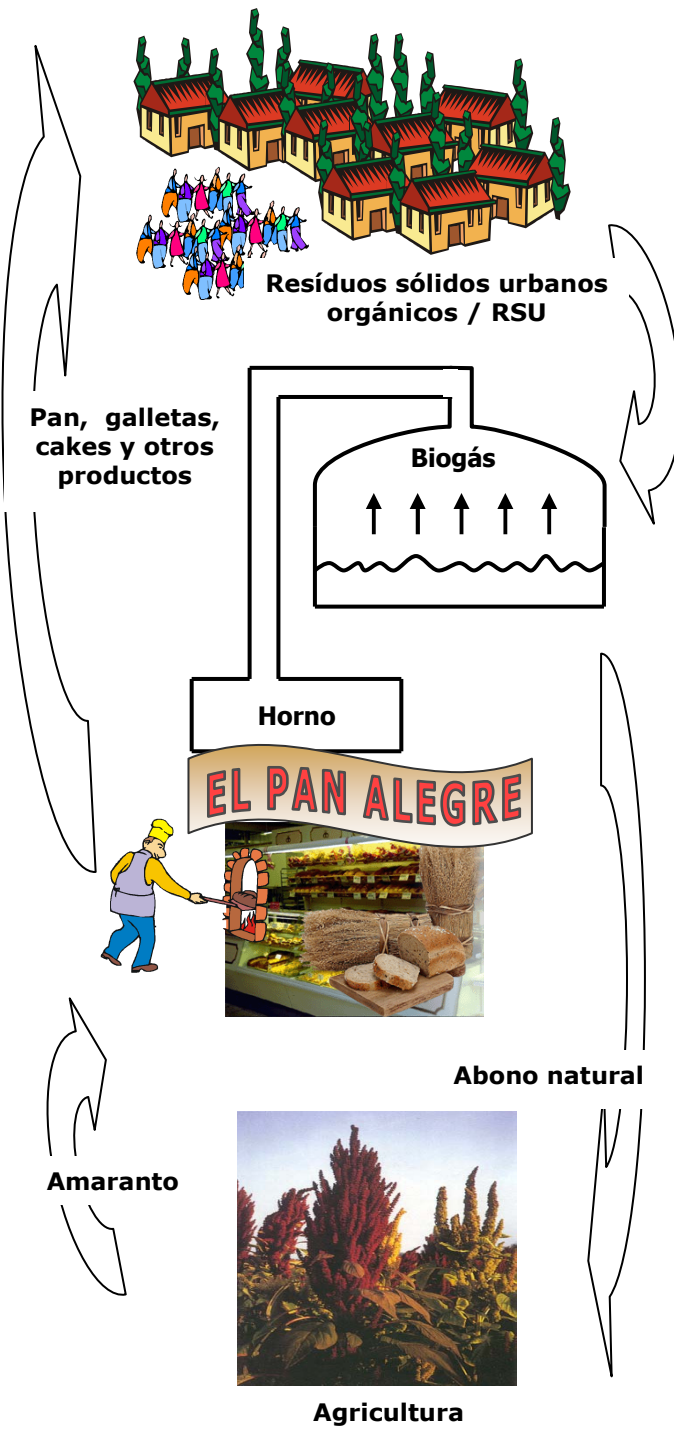 Resíduos sólidos urbanos
orgánicos / RSU
Pan, galletas,
cakes y otros
productos
Biogás
Horno
EL PAN ALEGRE
Abono natural
Amaranto
Agricultura